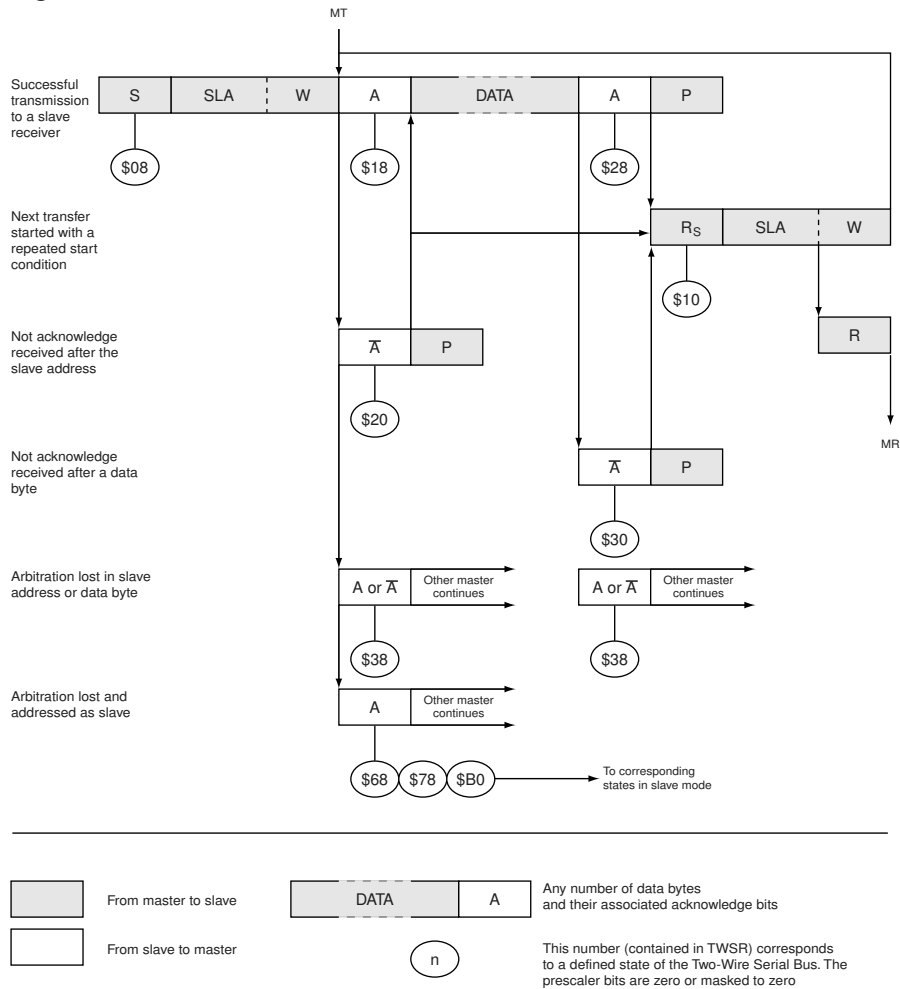 MT
Successful
transmission
to a slave
receiver
S SLA W A DATA A P
$08 $18 $28
Next transfer
started with a
repeated start
condition
RS SLA W
$10
Not acknowledge
received after the
slave address
A̅ P
R
$20
MR
Not acknowledge
received after a data
byte
A̅ P
$30
Arbitration lost in slave
address or data byte
A or A̅ Other master
continues
A or A̅ Other master
continues
$38 $38
Arbitration lost and
addressed as slave
A Other master
continues
$68 $78 $B0
To corresponding
states in slave mode
From master to slave
DATA A
Any number of data bytes
and their associated acknowledge bits
From slave to master
n
This number (contained in TWSR) corresponds
to a defined state of the Two-Wire Serial Bus. The
prescaler bits are zero or masked to zero